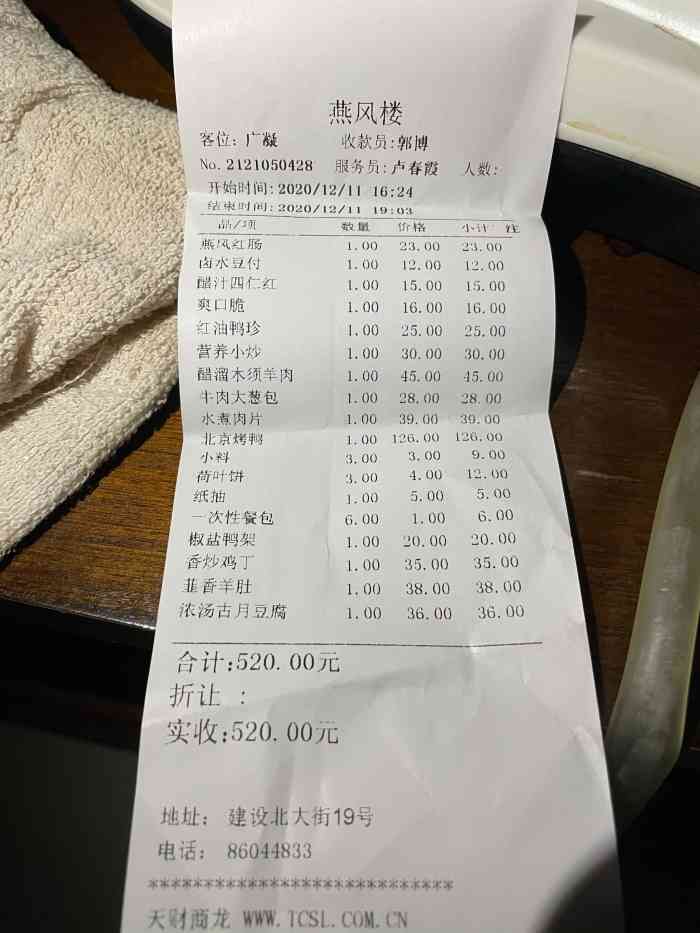 燕风楼
客位：广凝 收款员：郭博
No.2121050428 服务员：卢春霞 人数：
开始时间：2020/12/11 16:24
结束时间：2020/12/11 19:03
品/项 数量 价格 小计 注
燕风红肠 1.00 23.00 23.00
卤水豆付 1.00 12.00 12.00
醋汁四仁红 1.00 15.00 15.00
爽口脆 1.00 16.00 16.00
红油鸭珍 1.00 25.00 25.00
营养小炒 1.00 30.00 30.00
醋溜木须羊肉 1.00 45.00 45.00
牛肉大葱包 1.00 28.00 28.00
水煮肉片 1.00 39.00 39.00
北京烤鸭 1.00 126.00 126.00
小料 3.00 3.00 9.00
荷叶饼 3.00 4.00 12.00
纸抽 1.00 5.00 5.00
一次性餐包 6.00 1.00 6.00
椒盐鸭架 1.00 20.00 20.00
香炒鸡丁 1.00 35.00 35.00
韭香羊肚 1.00 38.00 38.00
浓汤古月豆腐 1.00 36.00 36.00
合计：520.00元
折让 ：
实收：520.00元
地址： 建设北大街19号
电话： 86044833
****************************
天财商龙 WWW.TCSL.COM.CN